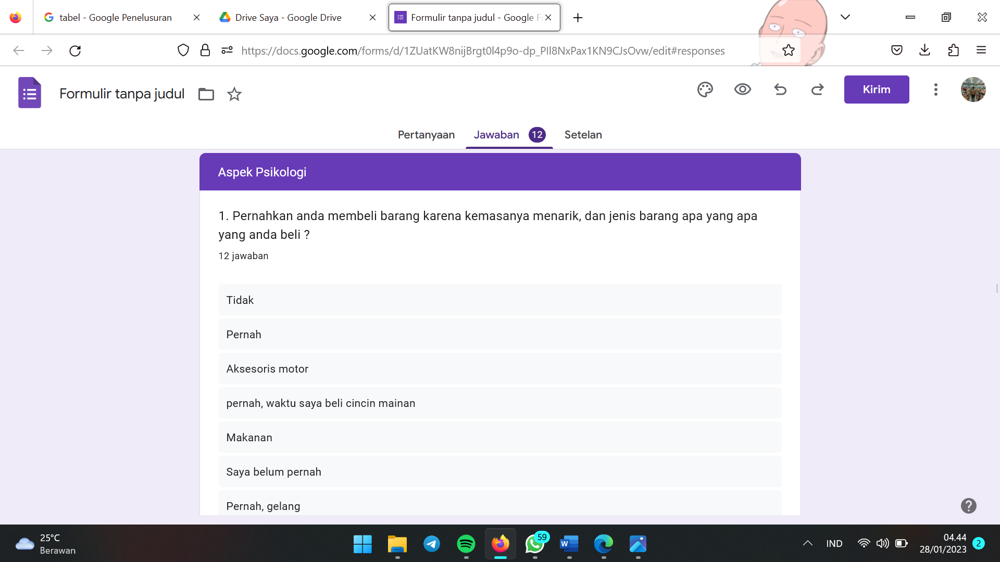 tabel - Google Penelusuran
Drive Saya - Google Drive
Formulir tanpa judul - Google Fo
https://docs.google.com/forms/d/1ZUatKW8nijBrgt0l4p9o-dp_PIl8NxPax1KN9CJsOvw/edit#responses
Formulir tanpa judul
Kirim
Pertanyaan
Jawaban
12
Setelan
Aspek Psikologi
1. Pernahkan anda membeli barang karena kemasanya menarik, dan jenis barang apa yang apa
yang anda beli ?
12 jawaban
Tidak
Pernah
Aksesoris motor
pernah, waktu saya beli cincin mainan
Makanan
Saya belum pernah
Pernah, gelang
25°C
Berawan
59
IND
04.44
28/01/2023
2